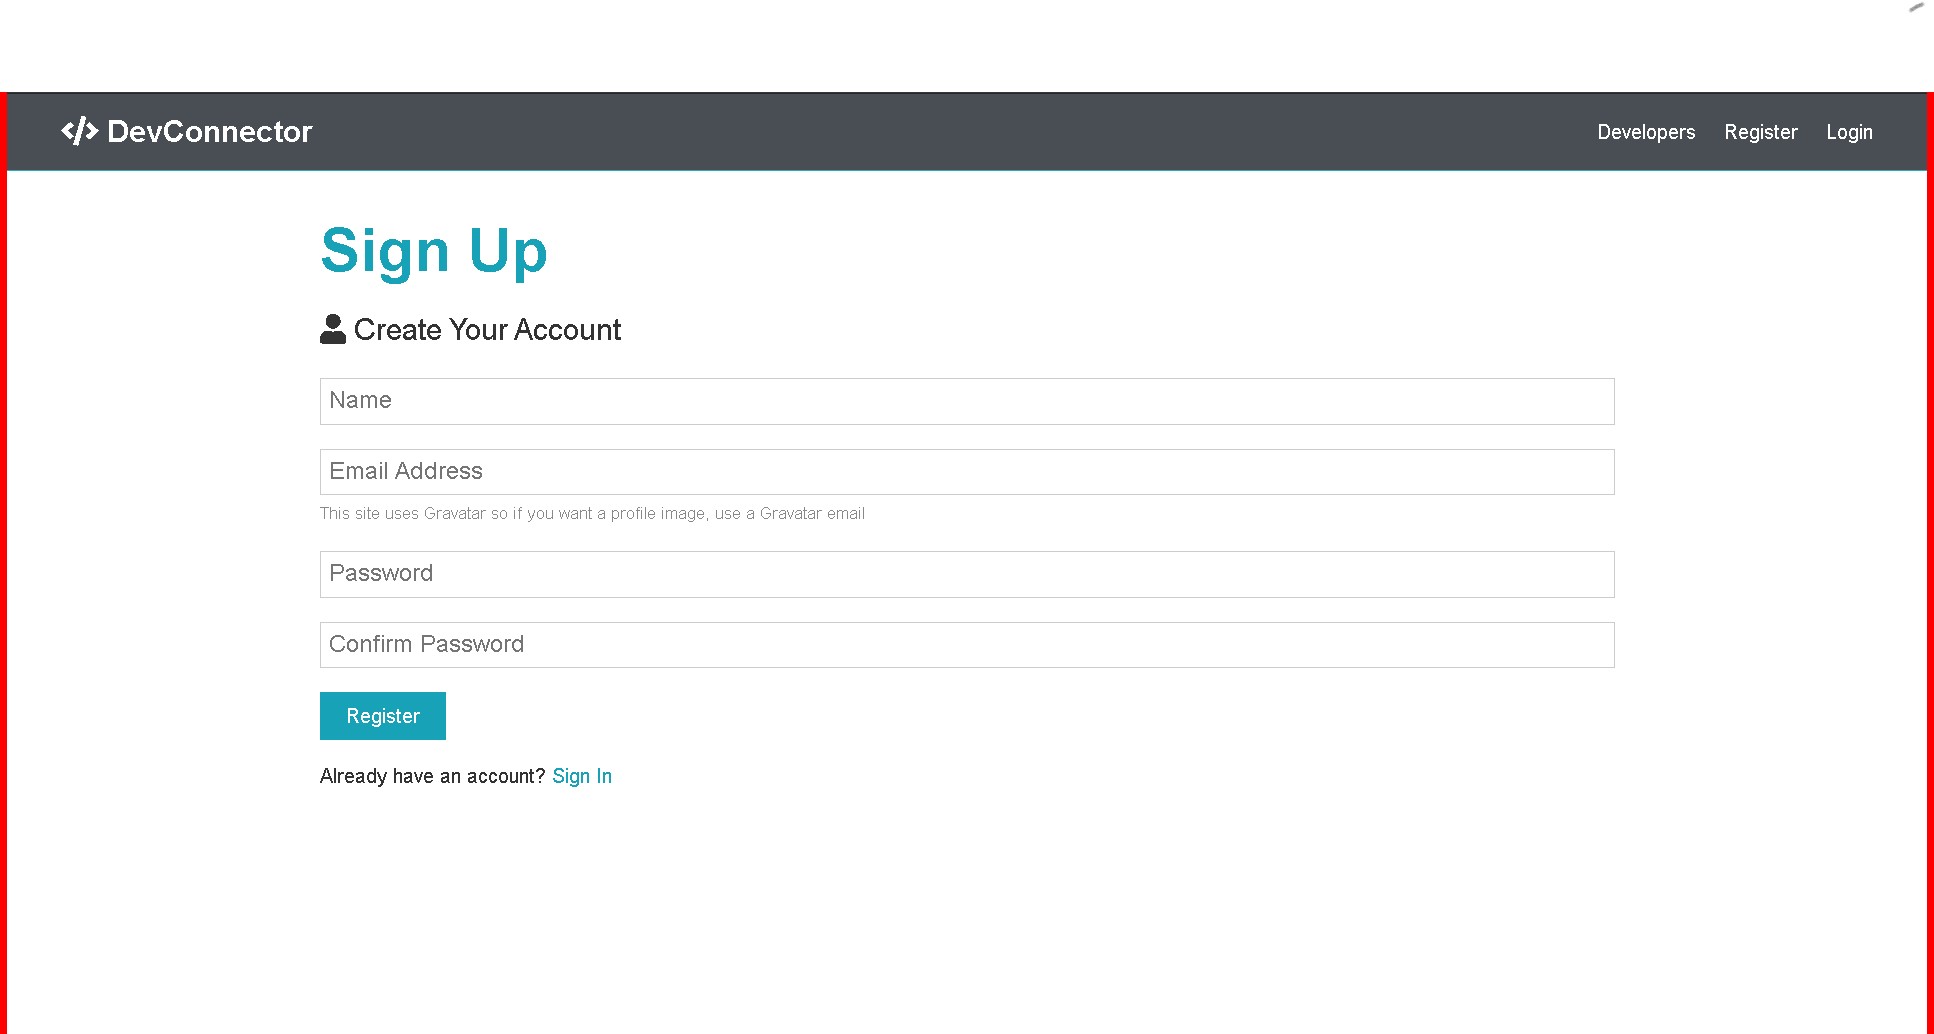 DevConnector
Developers Register Login
Sign Up
Create Your Account
Name
Email Address
This site uses Gravatar so if you want a profile image, use a Gravatar email
Password
Confirm Password
Register
Already have an account? Sign In